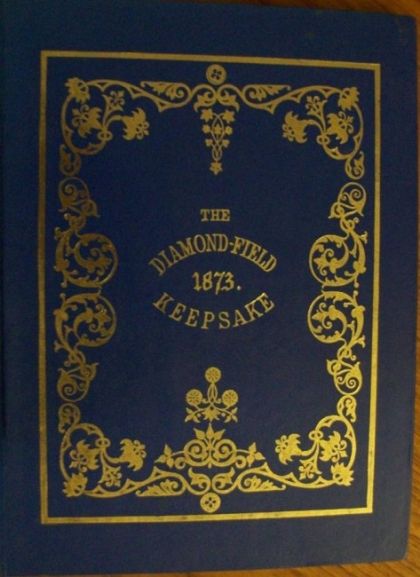 THE
DIAMOND-FIELD
1873.
KEEPSAKE